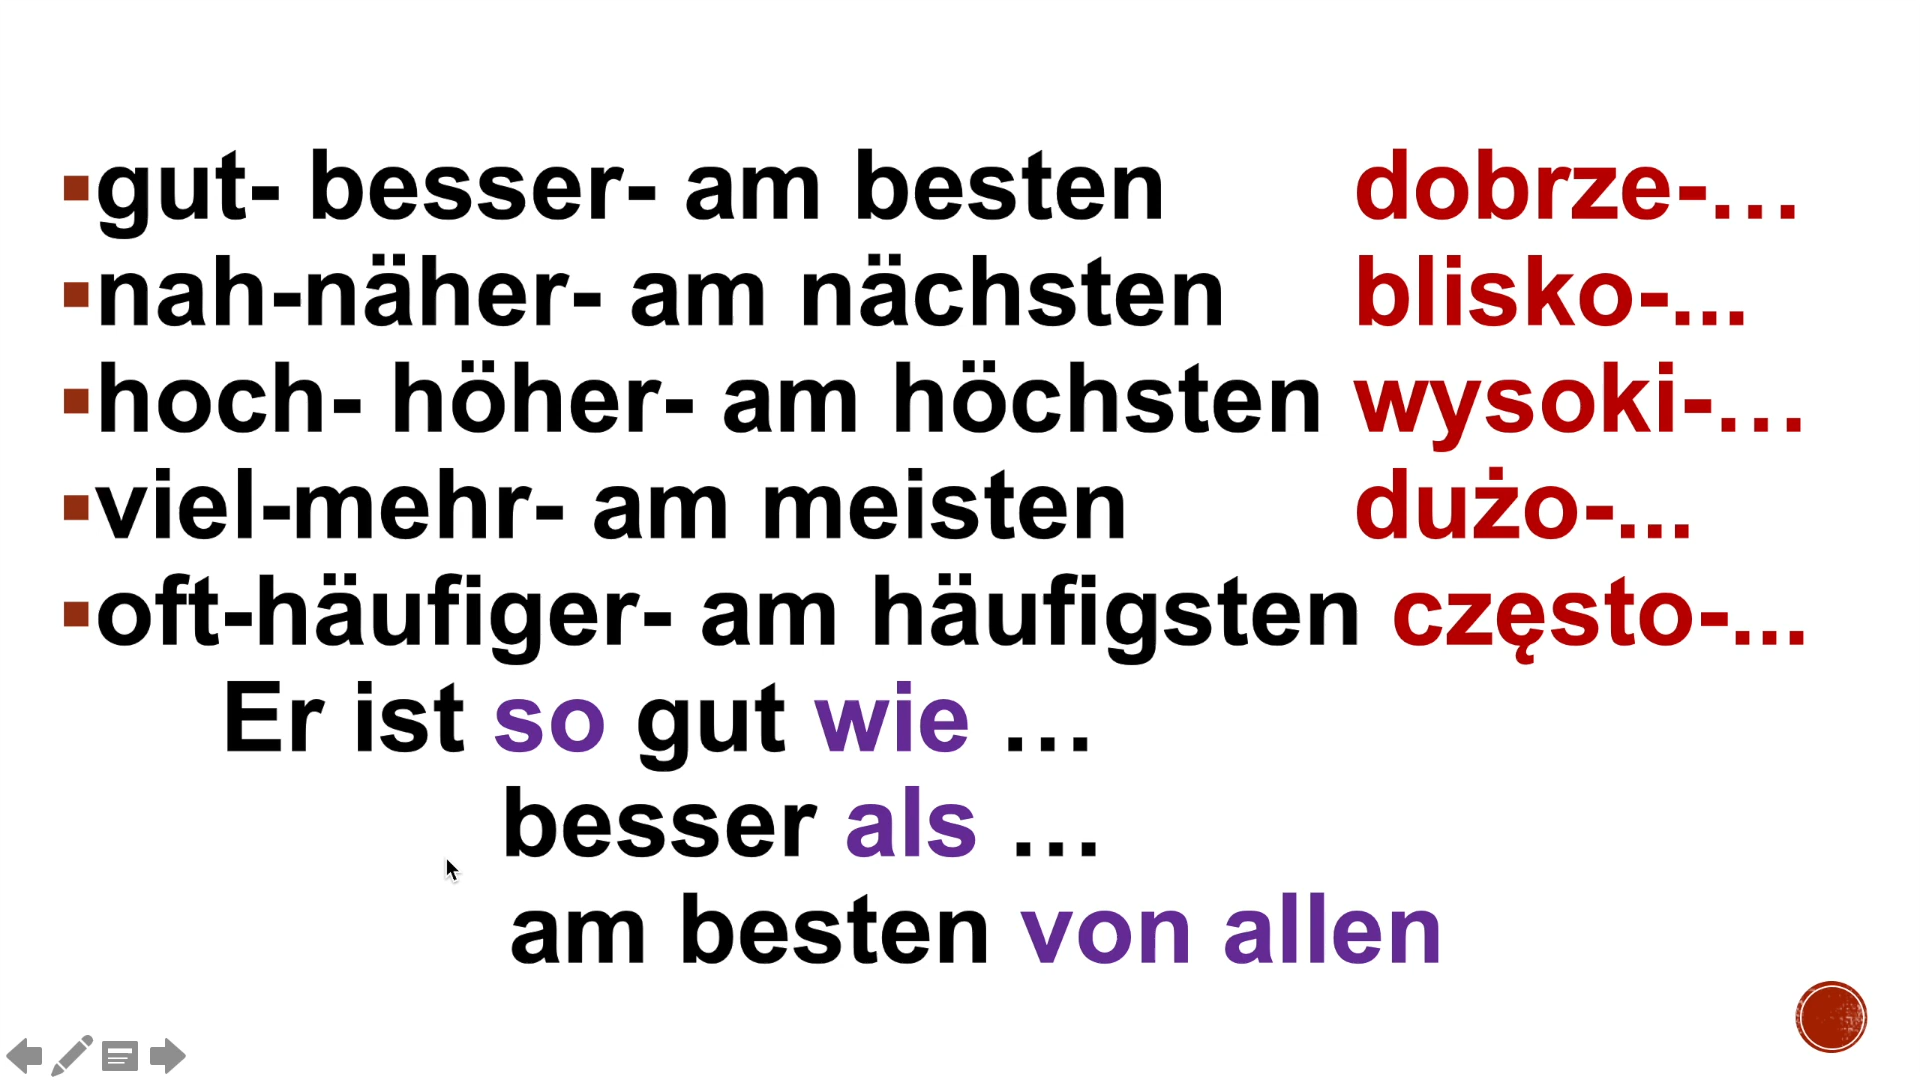 gut- besser- am besten dobrze-…
nah-näher- am nächsten blisko-...
hoch- höher- am höchsten wysoki-…
viel-mehr- am meisten dużo-...
oft-häufiger- am häufigsten często-...
Er ist so gut wie …
besser als …
am besten von allen